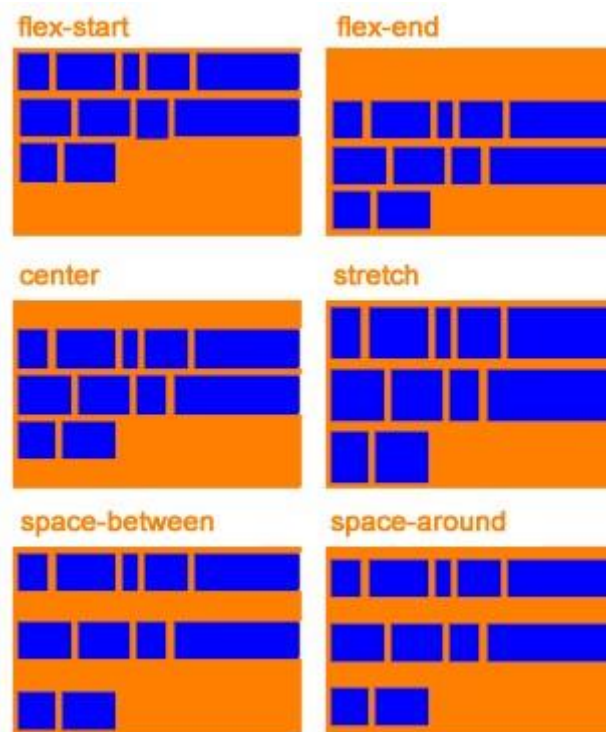 flex-start
flex-end
center
stretch
space-between
space-around